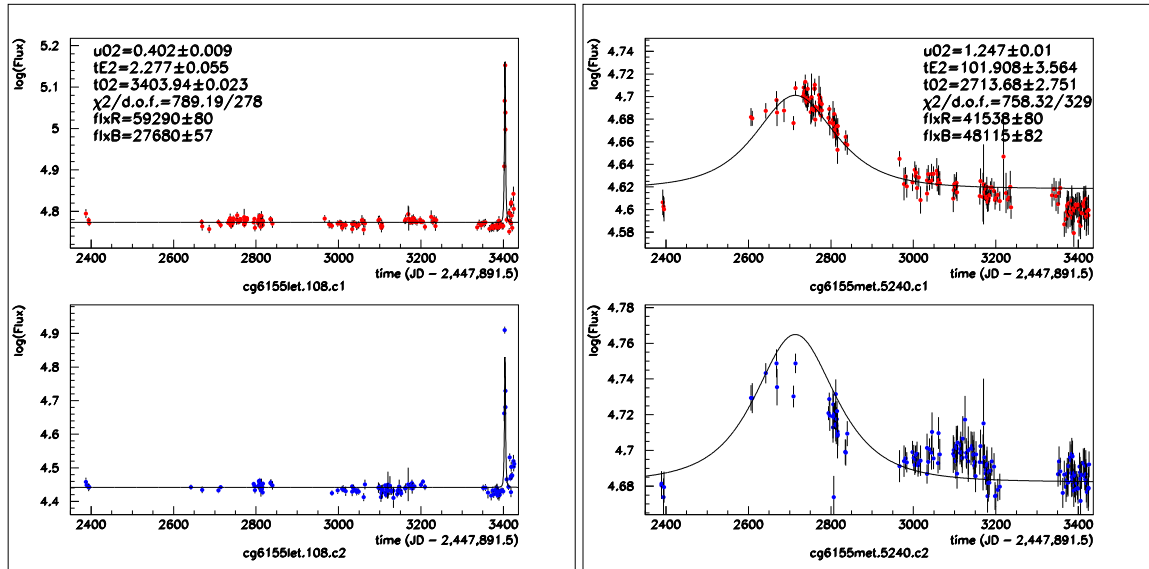 log(Flux)
5.2
5.1
5
4.9
4.8
u02=0.402±0.009
tE2=2.277±0.055
t02=3403.94±0.023
χ2/d.o.f.=789.19/278
flxR=59290±80
flxB=27680±57
2400 2600 2800 3000 3200 3400
time (JD – 2,447,891.5)
cg6155let.108.c1
log(Flux)
4.9
4.8
4.7
4.6
4.5
4.4
2400 2600 2800 3000 3200 3400
time (JD – 2,447,891.5)
cg6155let.108.c2
log(Flux)
4.74
4.72
4.7
4.68
4.66
4.64
4.62
4.6
4.58
u02=1.247±0.01
tE2=101.908±3.564
t02=2713.68±2.751
χ2/d.o.f.=758.32/329
flxR=41538±80
flxB=48115±82
2400 2600 2800 3000 3200 3400
time (JD – 2,447,891.5)
cg6155met.5240.c1
log(Flux)
4.78
4.76
4.74
4.72
4.7
4.68
2400 2600 2800 3000 3200 3400
time (JD – 2,447,891.5)
cg6155met.5240.c2